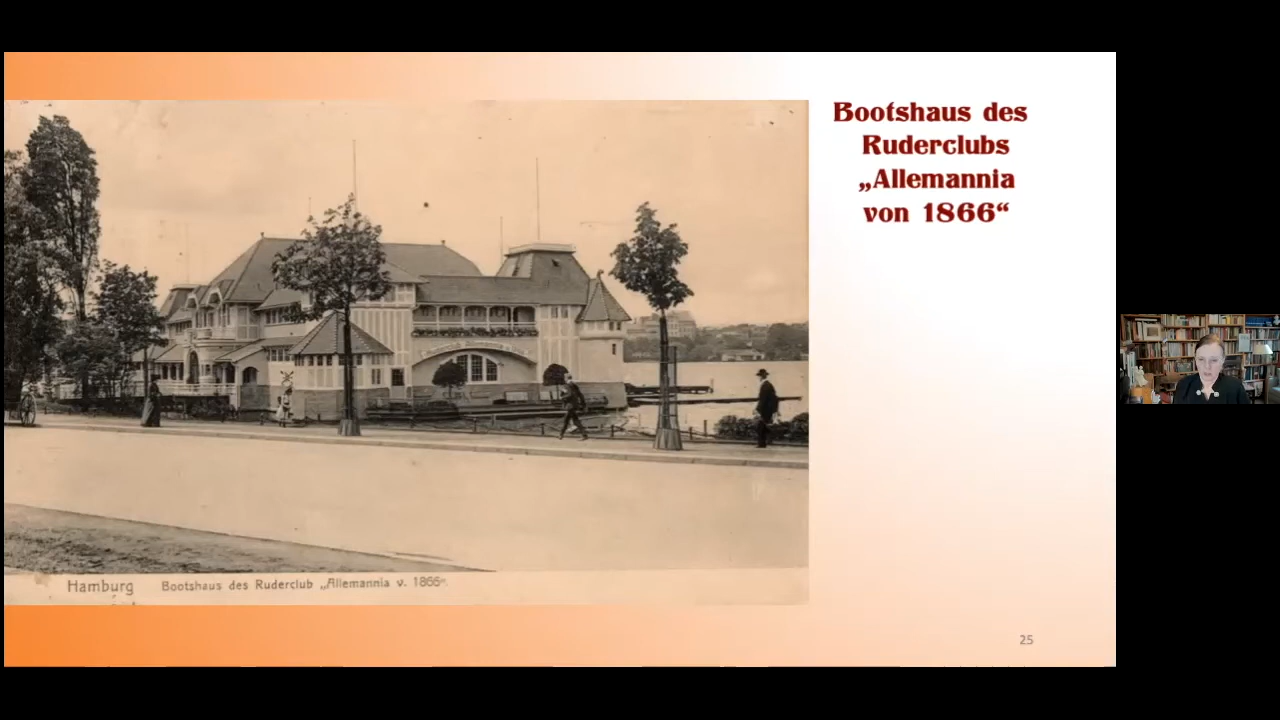 Bootshaus des
Ruderclubs
„Allemannia
von 1866“
Hamburg Bootshaus des Ruderclub „Allemannia v. 1866“.
25